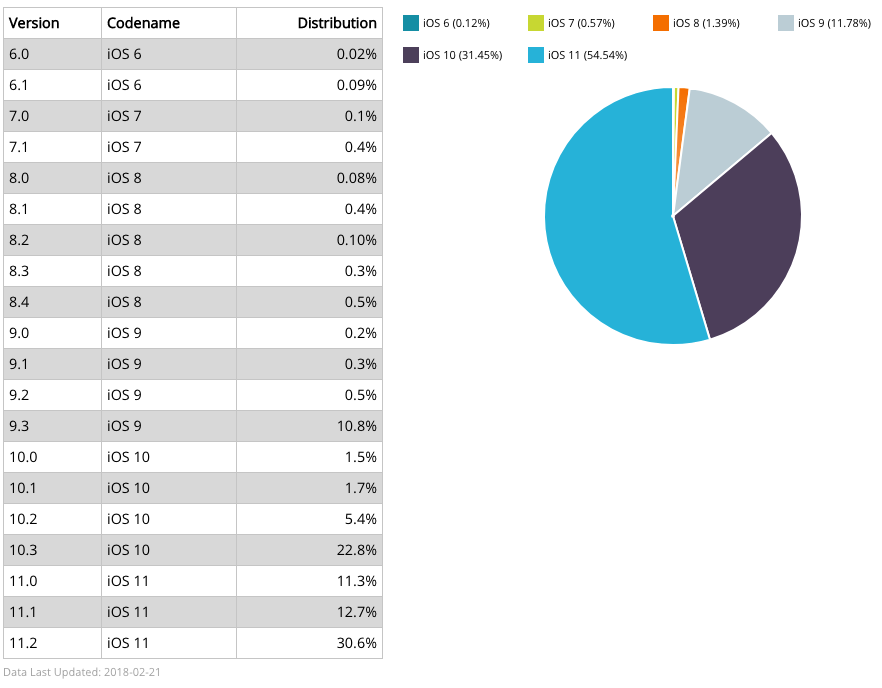 Version Codename Distribution
6.0 iOS 6 0.02%
6.1 iOS 6 0.09%
7.0 iOS 7 0.1%
7.1 iOS 7 0.4%
8.0 iOS 8 0.08%
8.1 iOS 8 0.4%
8.2 iOS 8 0.10%
8.3 iOS 8 0.3%
8.4 iOS 8 0.5%
9.0 iOS 9 0.2%
9.1 iOS 9 0.3%
9.2 iOS 9 0.5%
9.3 iOS 9 10.8%
10.0 iOS 10 1.5%
10.1 iOS 10 1.7%
10.2 iOS 10 5.4%
10.3 iOS 10 22.8%
11.0 iOS 11 11.3%
11.1 iOS 11 12.7%
11.2 iOS 11 30.6%
Data Last Updated: 2018-02-21
iOS 6 (0.12%) iOS 7 (0.57%) iOS 8 (1.39%) iOS 9 (11.78%)
iOS 10 (31.45%) iOS 11 (54.54%)